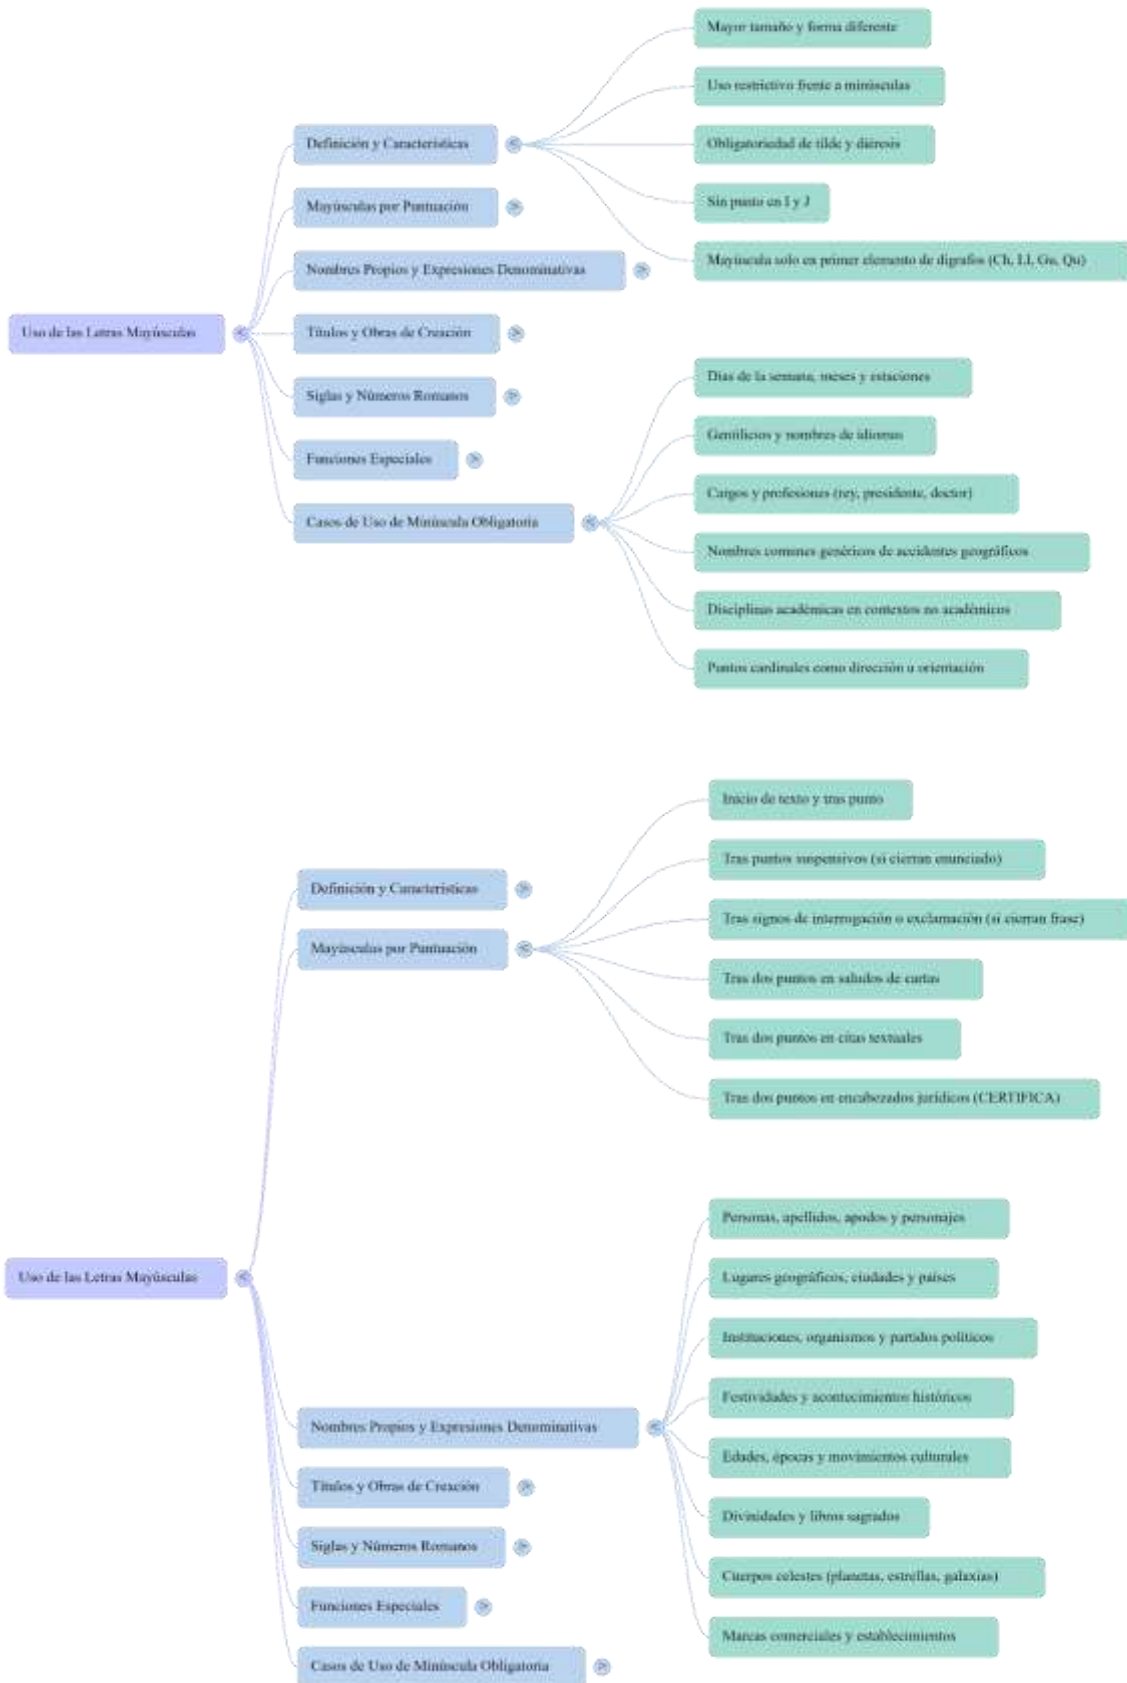 Mayor tamaño y forma diferente
Uso restrictivo frente a minúsculas
Definición y Características
Obligatoriedad de tilde y diéresis
Mayúsculas por Puntuación
Sin punto en I y J
Nombres Propios y Expresiones Denominativas
Mayúscula solo en primer elemento de dígrafos (Ch, Ll, Gu, Qu)
Uso de las Letras Mayúsculas
Títulos y Obras de Creación
Siglas y Números Romanos
Días de la semana, meses y estaciones
Funciones Especiales
Gentilicios y nombres de idiomas
Casos de Uso de Minúscula Obligatoria
Cargos y profesiones (rey, presidente, doctor)
Nombres comunes genéricos de accidentes geográficos
Disciplinas académicas en contextos no académicos
Puntos cardinales como dirección u orientación
Inicio de texto y tras punto
Tras puntos suspensivos (si cierran enunciado)
Definición y Características
Tras signos de interrogación o exclamación (si cierran frase)
Mayúsculas por Puntuación
Tras dos puntos en saludos de cartas
Tras dos puntos en citas textuales
Tras dos puntos en encabezados jurídicos (CERTIFICA)
Personas, apellidos, apodos y personajes
Uso de las Letras Mayúsculas
Lugares geográficos, ciudades y países
Instituciones, organismos y partidos políticos
Festividades y acontecimientos históricos
Nombres Propios y Expresiones Denominativas
Edades, épocas y movimientos culturales
Títulos y Obras de Creación
Divinidades y libros sagrados
Siglas y Números Romanos
Cuerpos celestes (planetas, estrellas, galaxias)
Funciones Especiales
Marcas comerciales y establecimientos
Casos de Uso de Minúscula Obligatoria